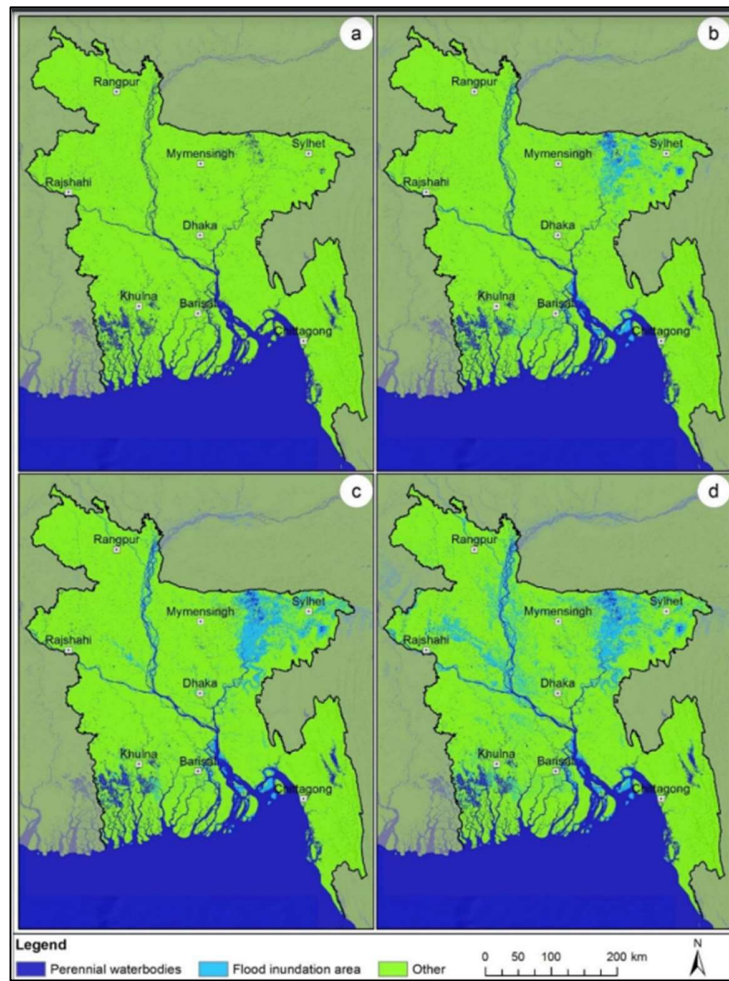 a
Rangpur
Mymensingh
Sylhet
Rajshahi
Dhaka
Khulna
Barisal
Chittagong
b
Rangpur
Mymensingh
Sylhet
Rajshahi
Dhaka
Khulna
Barisal
Chittagong
c
Rangpur
Mymensingh
Sylhet
Rajshahi
Dhaka
Khulna
Barisal
Chittagong
d
Rangpur
Mymensingh
Sylhet
Rajshahi
Dhaka
Khulna
Barisal
Chittagong
Legend
Perennial waterbodies Flood inundation area Other
0 50 100 200 km
N